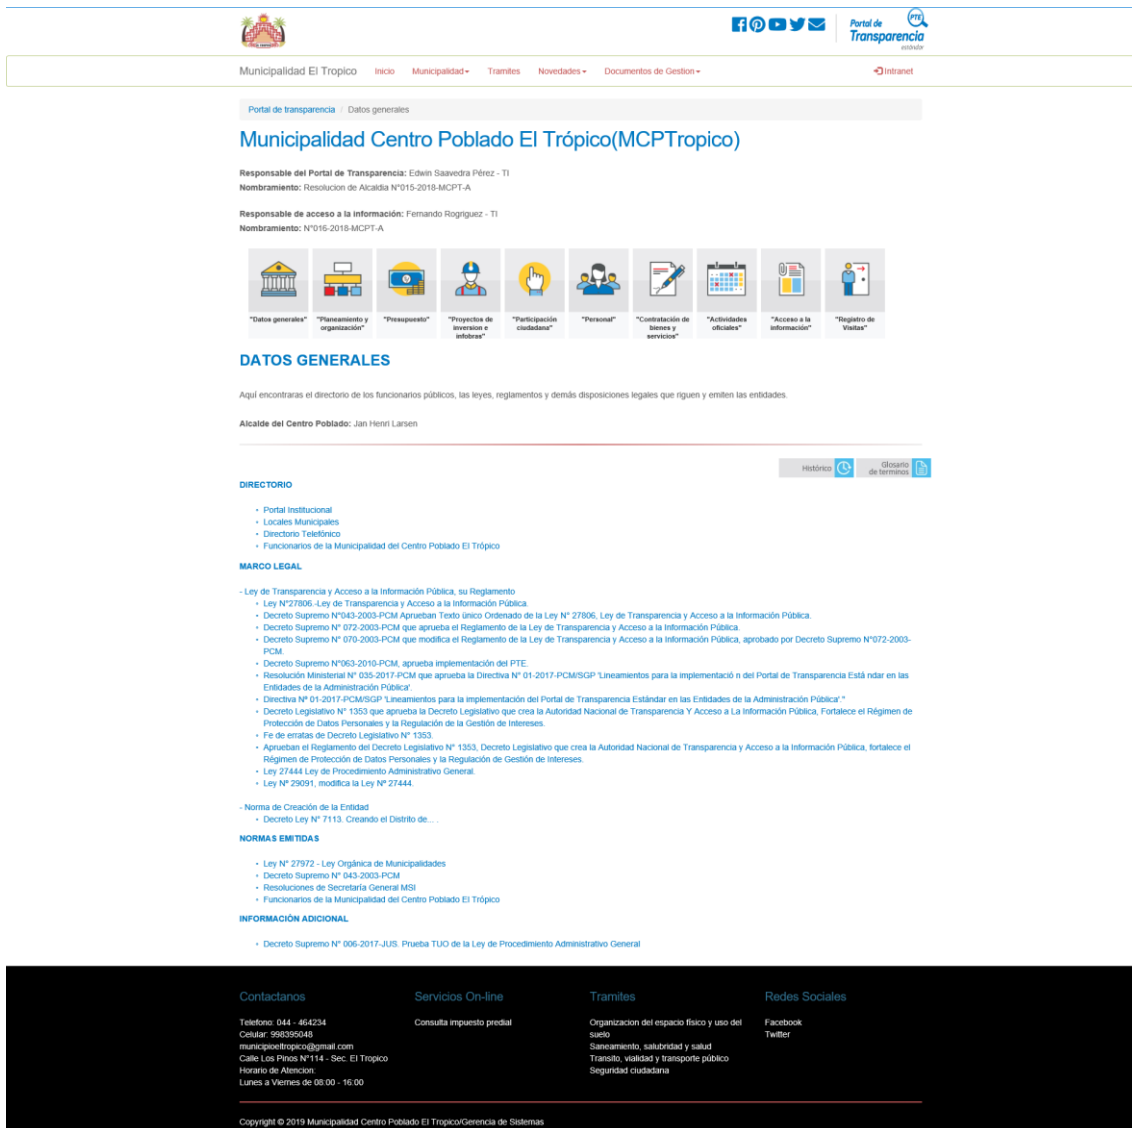 PTE
Portal de
Transparencia
estándar
Municipalidad El Tropico Inicio Municipalidad Tramites Novedades Documentos de Gestion Intranet
Portal de transparencia / Datos generales
Municipalidad Centro Poblado El Trópico(MCPTropico)
Responsable del Portal de Transparencia: Edwin Saavedra Pérez - TI
Nombramiento: Resolucion de Alcaldia N°015-2018-MCPT-A
Responsable de acceso a la información: Fernando Rogriguez - TI
Nombramiento: N°016-2018-MCPT-A
"Datos generales"
"Planeamiento y
organización"
"Presupuesto"
"Proyectos de
inversion e
infobras"
"Participación
ciudadana"
"Personal"
"Contratación de
bienes y
servicios"
"Actividades
oficiales"
"Acceso a la
información"
"Registro de
Visitas"
DATOS GENERALES
Aquí encontraras el directorio de los funcionarios públicos, las leyes, reglamentos y demás disposiciones legales que riguen y emiten las entidades.
Alcalde del Centro Poblado: Jan Henri Larsen
Histórico
Glosario
de terminos
DIRECTORIO
• Portal Institucional
• Locales Municipales
• Directorio Telefónico
• Funcionarios de la Municipalidad del Centro Poblado El Trópico
MARCO LEGAL
- Ley de Transparencia y Acceso a la Información Pública, su Reglamento
• Ley N°27806.-Ley de Transparencia y Acceso a la Información Pública.
• Decreto Supremo N°043-2003-PCM Aprueban Texto único Ordenado de la Ley N° 27806, Ley de Transparencia y Acceso a la Información Pública.
• Decreto Supremo N° 072-2003-PCM que aprueba el Reglamento de la Ley de Transparencia y Acceso a la Información Pública.
• Decreto Supremo N° 070-2003-PCM que modifica el Reglamento de la Ley de Transparencia y Acceso a la Información Pública, aprobado por Decreto Supremo N°072-2003-
PCM.
• Decreto Supremo N°063-2010-PCM, aprueba implementación del PTE.
• Resolución Ministerial N° 035-2017-PCM que aprueba la Directiva N° 01-2017-PCM/SGP 'Lineamientos para la implementació n del Portal de Transparencia Está ndar en las
Entidades de la Administración Pública'.
• Directiva Nº 01-2017-PCM/SGP 'Lineamientos para la implementación del Portal de Transparencia Estándar en las Entidades de la Administración Pública'."
• Decreto Legislativo N° 1353 que aprueba la Decreto Legislativo que crea la Autoridad Nacional de Transparencia Y Acceso a La Información Pública, Fortalece el Régimen de
Protección de Datos Personales y la Regulación de la Gestión de Intereses.
• Fe de erratas de Decreto Legislativo N° 1353.
• Aprueban el Reglamento del Decreto Legislativo N° 1353, Decreto Legislativo que crea la Autoridad Nacional de Transparencia y Acceso a la Información Pública, fortalece el
Régimen de Protección de Datos Personales y la Regulación de Gestión de Intereses.
• Ley 27444 Ley de Procedimiento Administrativo General.
• Ley Nº 29091, modifica la Ley Nº 27444.
- Norma de Creación de la Entidad
• Decreto Ley N° 7113. Creando el Distrito de... .
NORMAS EMITIDAS
• Ley N° 27972 - Ley Orgánica de Municipalidades
• Decreto Supremo N° 043-2003-PCM
• Resoluciones de Secretaría General MSI
• Funcionarios de la Municipalidad del Centro Poblado El Trópico
INFORMACIÓN ADICIONAL
• Decreto Supremo N° 006-2017-JUS. Prueba TUO de la Ley de Procedimiento Administrativo General
Contactanos
Telefono: 044 - 464234
Celular: 998395048
municipioeltropico@gmail.com
Calle Los Pinos N°114 - Sec. El Tropico
Horario de Atencion:
Lunes a Viernes de 08:00 - 16:00
Servicios On-line
Consulta impuesto predial
Tramites
Organizacion del espacio físico y uso del
suelo
Saneamiento, salubridad y salud
Transito, vialidad y transporte público
Seguridad ciudadana
Redes Sociales
Facebook
Twitter
Copyright © 2019 Municipalidad Centro Poblado El Tropico/Gerencia de Sistemas